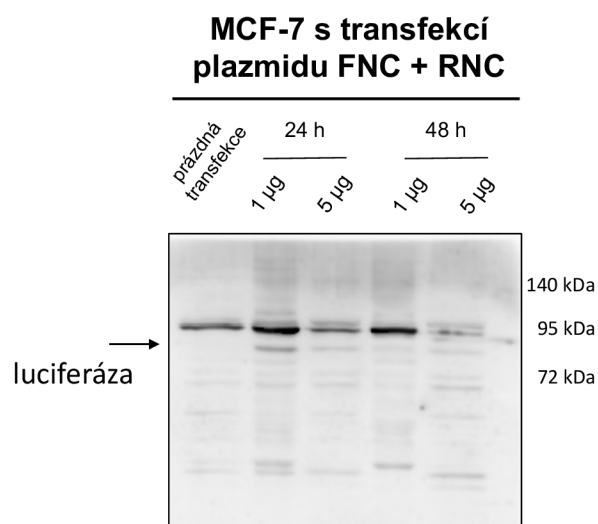 MCF-7 s transfekcí
plazmidu FNC + RNC
prázdná
transfekce
24 h
48 h
1 µg
5 µg
1 µg
5 µg
140 kDa
95 kDa
luciferáza
72 kDa